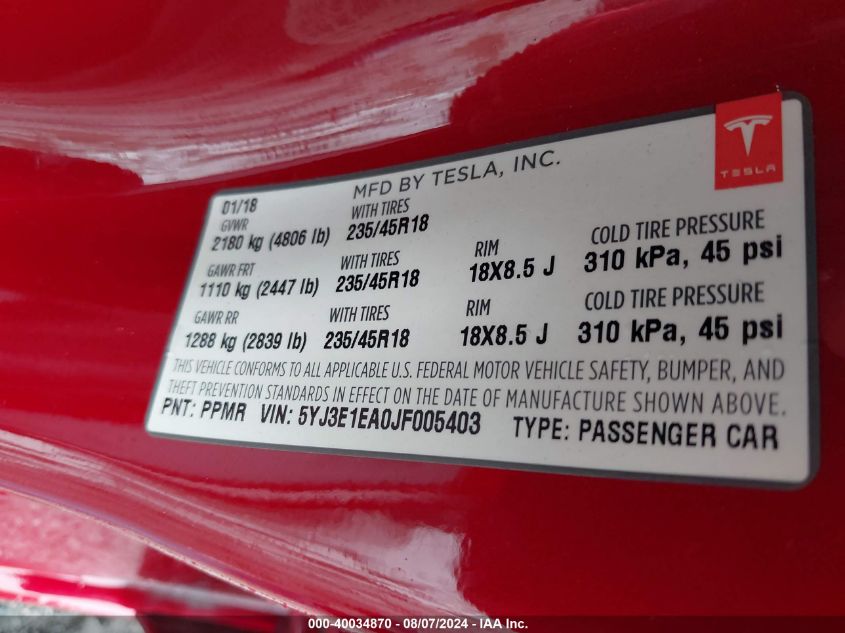 TESLA
MFD BY TESLA, INC.
01/18
GVWR WITH TIRES
2180 kg (4806 lb) 235/45R18
GAWR FRT WITH TIRES RIM COLD TIRE PRESSURE
1110 kg (2447 lb) 235/45R18 18X8.5 J 310 kPa, 45 psi
GAWR RR WITH TIRES RIM COLD TIRE PRESSURE
1288 kg (2839 lb) 235/45R18 18X8.5 J 310 kPa, 45 psi
THIS VEHICLE CONFORMS TO ALL APPLICABLE U.S. FEDERAL MOTOR VEHICLE SAFETY, BUMPER, AND
THEFT PREVENTION STANDARDS IN EFFECT ON THE DATE OF MANUFACTURE SHOWN ABOVE.
PNT: PPMR VIN: 5YJ3E1EA0JF005403 TYPE: PASSENGER CAR
© IAA - 40034870 - 08/07/2024 - IAA Inc.